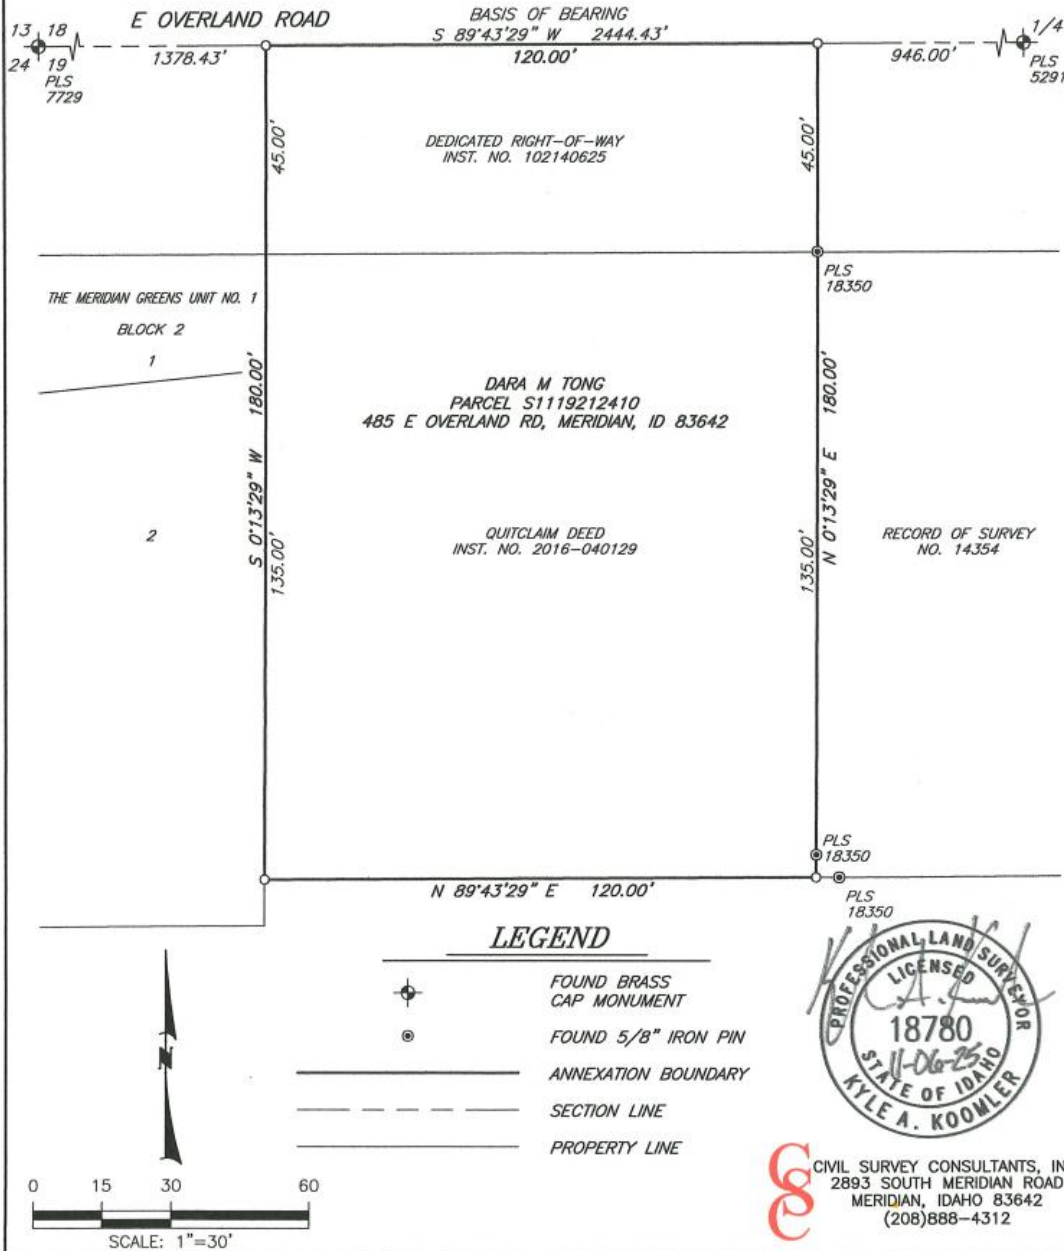 E OVERLAND ROAD
BASIS OF BEARING
S 89°43'29" W 2444.43'
120.00'
13 18
24 19
PLS
7729
1378.43'
946.00'
1/4
PLS
5291
45.00'
DEDICATED RIGHT-OF-WAY
INST. NO. 102140625
45.00'
PLS
18350
THE MERIDIAN GREENS UNIT NO. 1
BLOCK 2
1
2
S 0°13'29" W 180.00'
135.00'
DARA M TONG
PARCEL S1119212410
485 E OVERLAND RD, MERIDIAN, ID 83642
QUITCLAIM DEED
INST. NO. 2016-040129
N 0°13'29" E 180.00'
135.00'
RECORD OF SURVEY
NO. 14354
PLS
18350
PLS
18350
N 89°43'29" E 120.00'
LEGEND
FOUND BRASS
CAP MONUMENT
FOUND 5/8" IRON PIN
ANNEXATION BOUNDARY
SECTION LINE
PROPERTY LINE
N
0 15 30 60
SCALE: 1"=30'
PROFESSIONAL LAND SURVEYOR
LICENSED
18780
11-06-25
STATE OF IDAHO
KYLE A. KOOMLER
CSC
CIVIL SURVEY CONSULTANTS, IN
2893 SOUTH MERIDIAN ROAD
MERIDIAN, IDAHO 83642
(208)888-4312